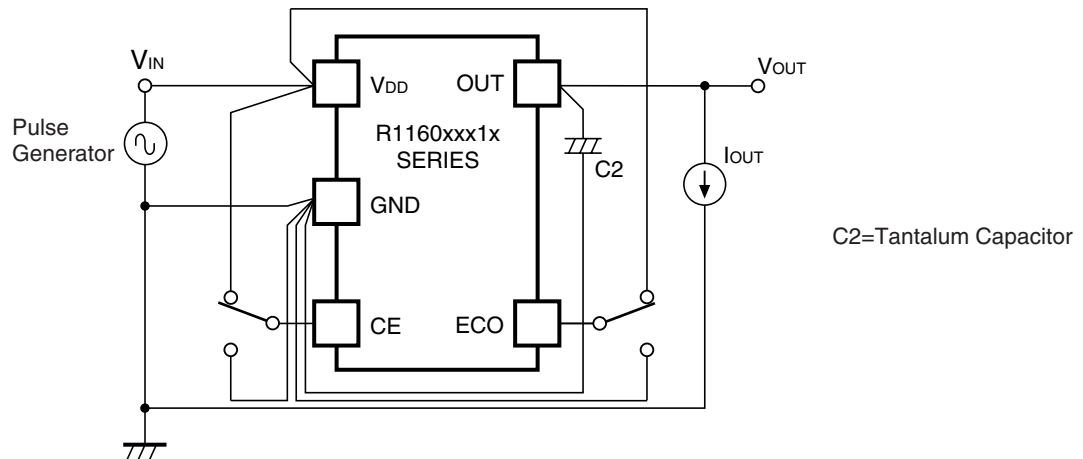 VIN
VDD
OUT
VOUT
Pulse
Generator
R1160xxx1x
SERIES
C2
IOUT
GND
C2=Tantalum Capacitor
CE
ECO